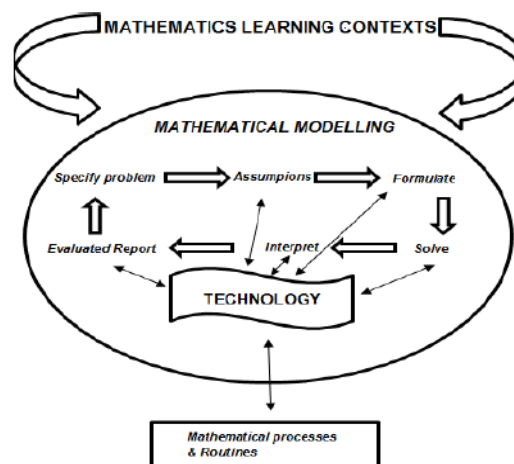 MATHEMATICS LEARNING CONTEXTS
MATHEMATICAL MODELLING
Specify problem
Assumpions
Formulate
Evaluated Report
Interpret
Solve
TECHNOLOGY
Mathematical processes
& Routines